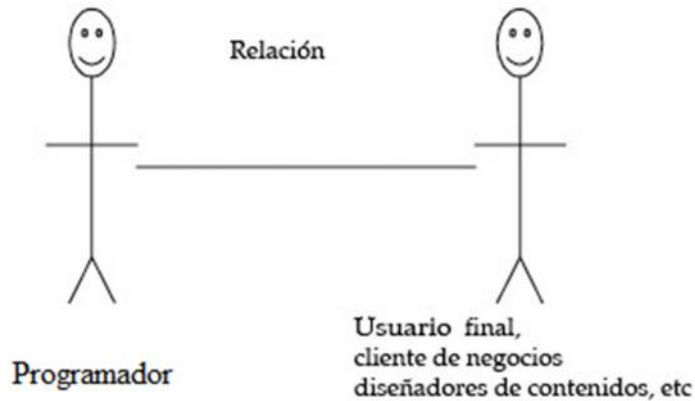 Relación
Programador
Usuario final,
cliente de negocios
diseñadores de contenidos, etc